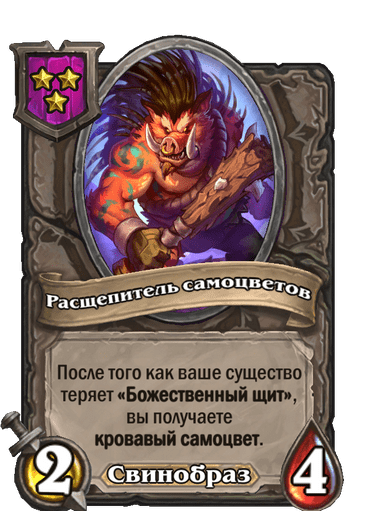 Расщепитель самоцветов
После того как ваше существо
теряет «Божественный щит»,
вы получаете
кровавый самоцвет.
2 Свинобраз 4